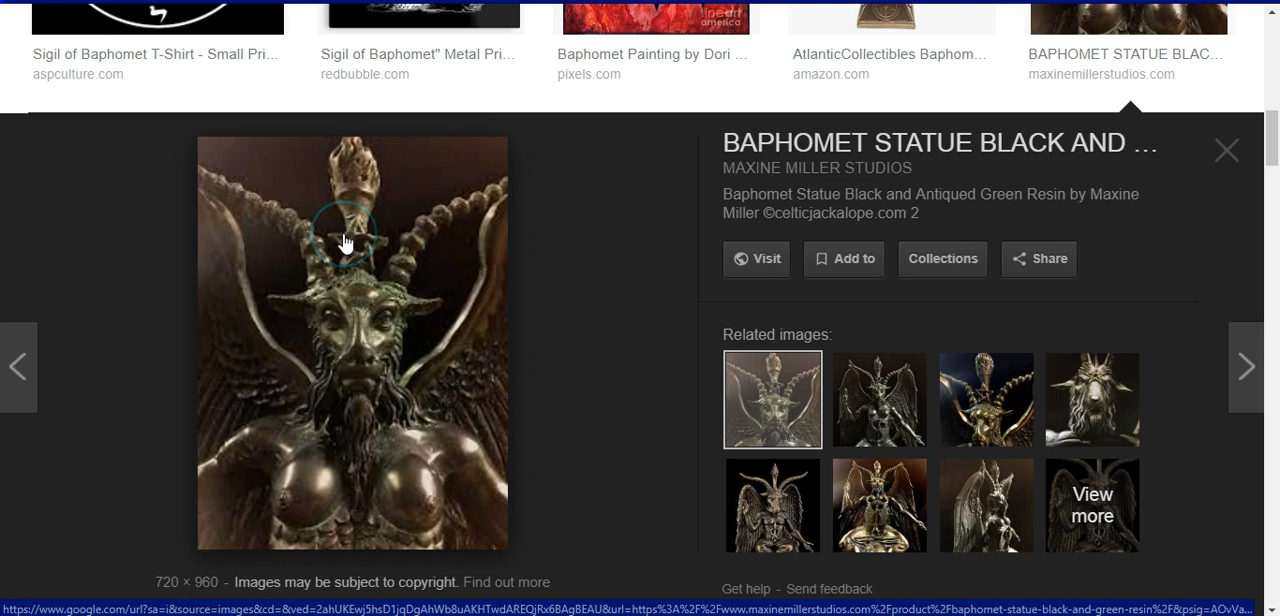 fineart
america
Sigil of Baphomet T-Shirt - Small Pri...
aspculture.com
Sigil of Baphomet" Metal Pri...
redbubble.com
Baphomet Painting by Dori ...
pixels.com
AtlanticCollectibles Baphom...
amazon.com
BAPHOMET STATUE BLAC...
maxinemillerstudios.com
BAPHOMET STATUE BLACK AND ...
MAXINE MILLER STUDIOS
Baphomet Statue Black and Antiqued Green Resin by Maxine
Miller ©celticjackalope.com 2
Visit
Add to
Collections
Share
Related images:
View
more
720 × 960 - Images may be subject to copyright. Find out more
Get help - Send feedback
https://www.google.com/url?sa=i&source=images&cd=&ved=2ahUKEwj5hsD1jqDgAhWb8uAKHTwdAREQjRx6BAgBEAU&url=https%3A%2F%2Fwww.maxinemillerstudios.com%2Fproduct%2Fbaphomet-statue-black-and-green-resin%2F&psig=AOvVa...